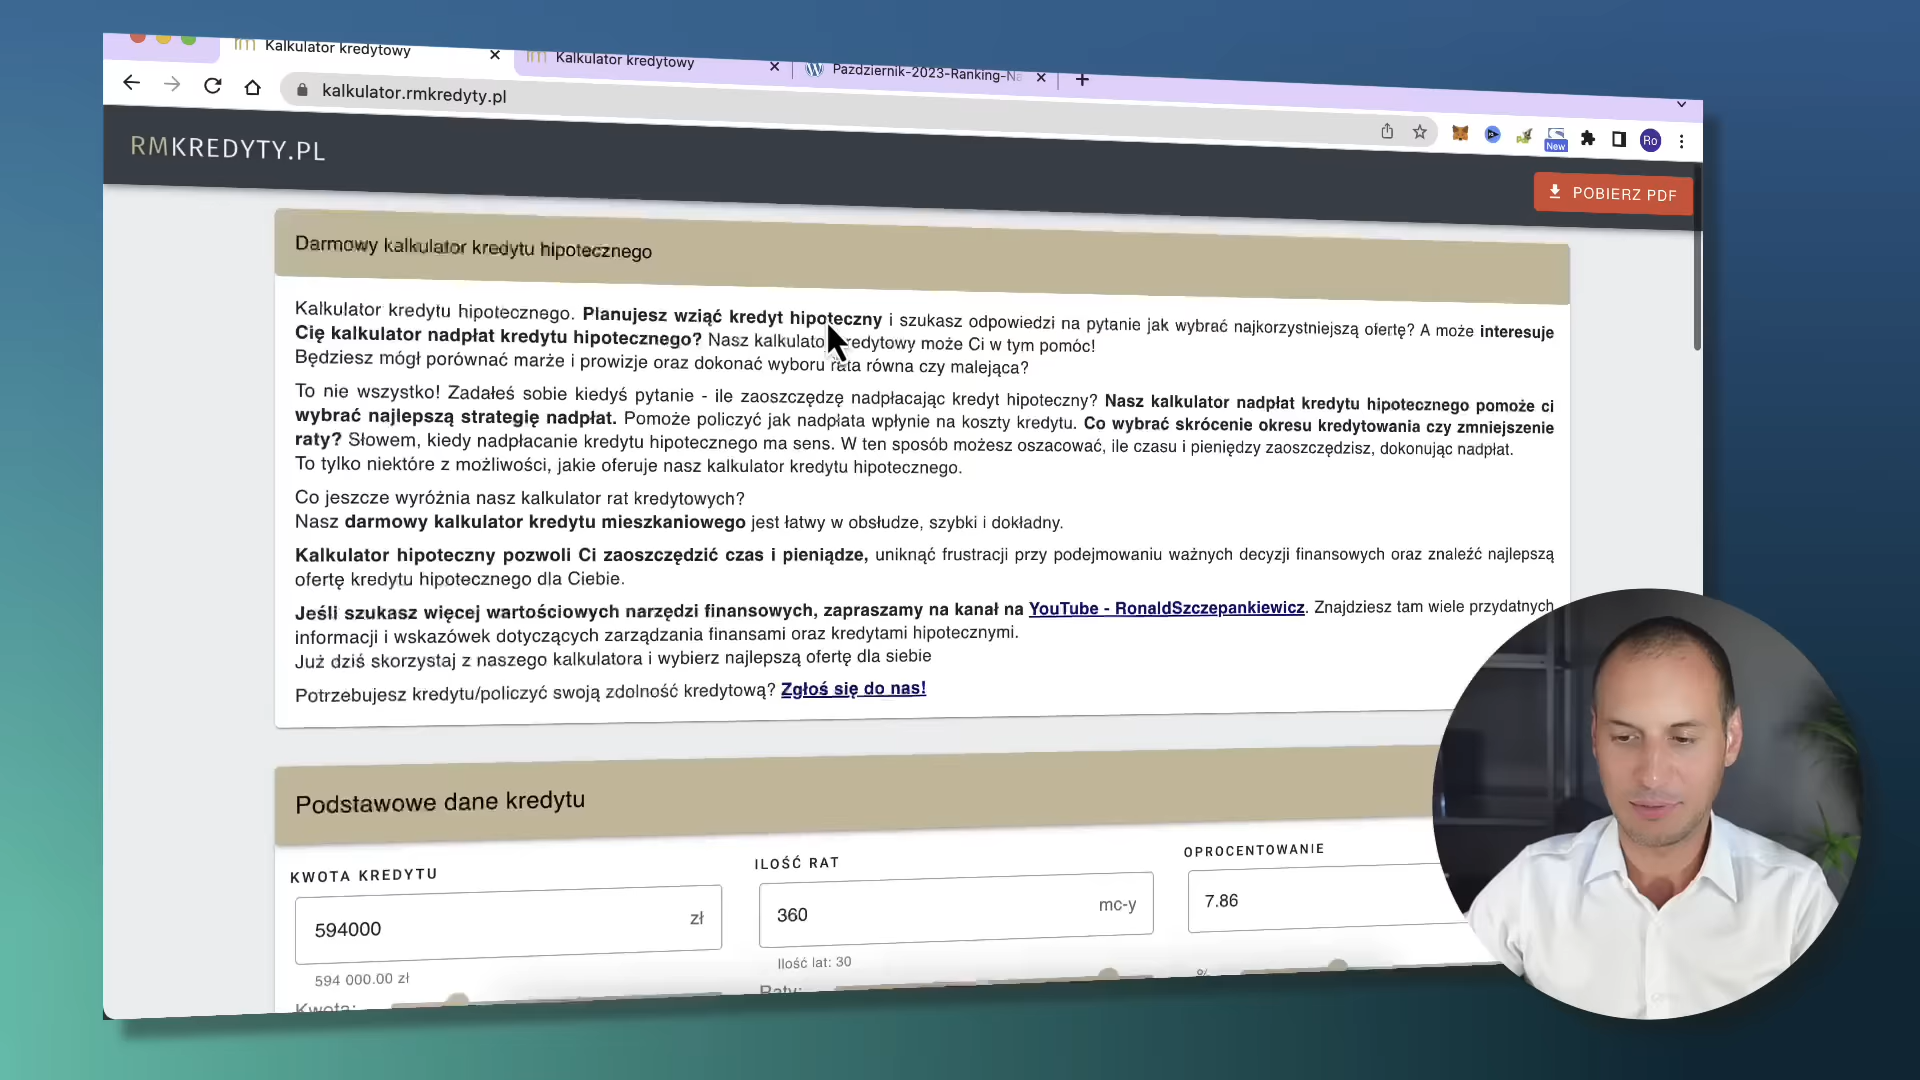 Kalkulator kredytowy
Kalkulator kredytowy
Pazdziernik-2023-Ranking-Na
kalkulator.rmkredyty.pl
New
Ro
RMKREDYTY.PL
POBIERZ PDF
Darmowy kalkulator kredytu hipotecznego
Kalkulator kredytu hipotecznego. Planujesz wziąć kredyt hipoteczny i szukasz odpowiedzi na pytanie jak wybrać najkorzystniejszą ofertę? A może interesuje
Cię kalkulator nadpłat kredytu hipotecznego? Nasz kalkulator kredytowy może Ci w tym pomóc!
Będziesz mógł porównać marże i prowizje oraz dokonać wyboru rata równa czy malejąca?
To nie wszystko! Zadałeś sobie kiedyś pytanie - ile zaoszczędzę nadpłacając kredyt hipoteczny? Nasz kalkulator nadpłat kredytu hipotecznego pomoże ci
wybrać najlepszą strategię nadpłat. Pomoże policzyć jak nadpłata wpłynie na koszty kredytu. Co wybrać skrócenie okresu kredytowania czy zmniejszenie
raty? Słowem, kiedy nadpłacanie kredytu hipotecznego ma sens. W ten sposób możesz oszacować, ile czasu i pieniędzy zaoszczędzisz, dokonując nadpłat.
To tylko niektóre z możliwości, jakie oferuje nasz kalkulator kredytu hipotecznego.
Co jeszcze wyróżnia nasz kalkulator rat kredytowych?
Nasz darmowy kalkulator kredytu mieszkaniowego jest łatwy w obsłudze, szybki i dokładny.
Kalkulator hipoteczny pozwoli Ci zaoszczędzić czas i pieniądze, uniknąć frustracji przy podejmowaniu ważnych decyzji finansowych oraz znaleźć najlepszą
ofertę kredytu hipotecznego dla Ciebie.
Jeśli szukasz więcej wartościowych narzędzi finansowych, zapraszamy na kanał na YouTube - RonaldSzczepankiewicz. Znajdziesz tam wiele przydatnych
informacji i wskazówek dotyczących zarządzania finansami oraz kredytami hipotecznymi.
Już dziś skorzystaj z naszego kalkulatora i wybierz najlepszą ofertę dla siebie
Potrzebujesz kredytu/policzyć swoją zdolność kredytową? Zgłoś się do nas!
Podstawowe dane kredytu
KWOTA KREDYTU
ILOŚĆ RAT
OPROCENTOWANIE
594000 zł
360 mc-y
7.86
594 000.00 zł
Ilość lat: 30
%
Kwota:
Raty: